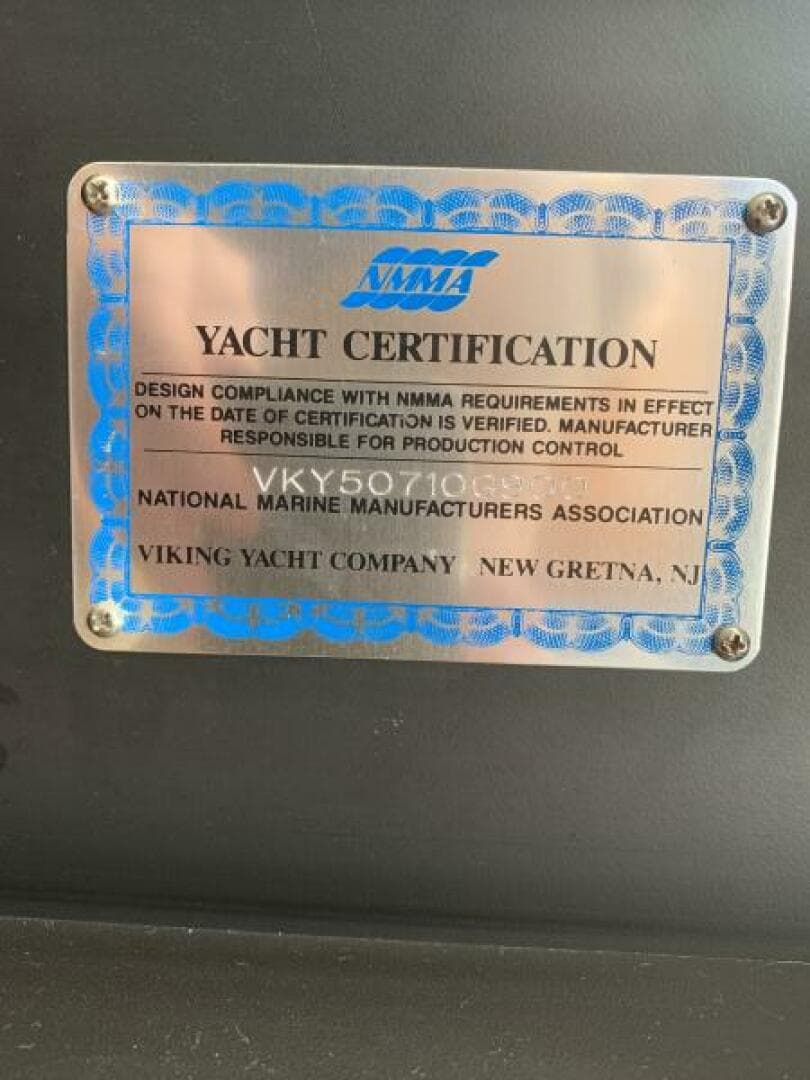 NMMA
YACHT CERTIFICATION
DESIGN COMPLIANCE WITH NMMA REQUIREMENTS IN EFFECT
ON THE DATE OF CERTIFICATION IS VERIFIED. MANUFACTURER
RESPONSIBLE FOR PRODUCTION CONTROL
VKY50710G900
NATIONAL MARINE MANUFACTURERS ASSOCIATION
VIKING YACHT COMPANY NEW GRETNA, NJ